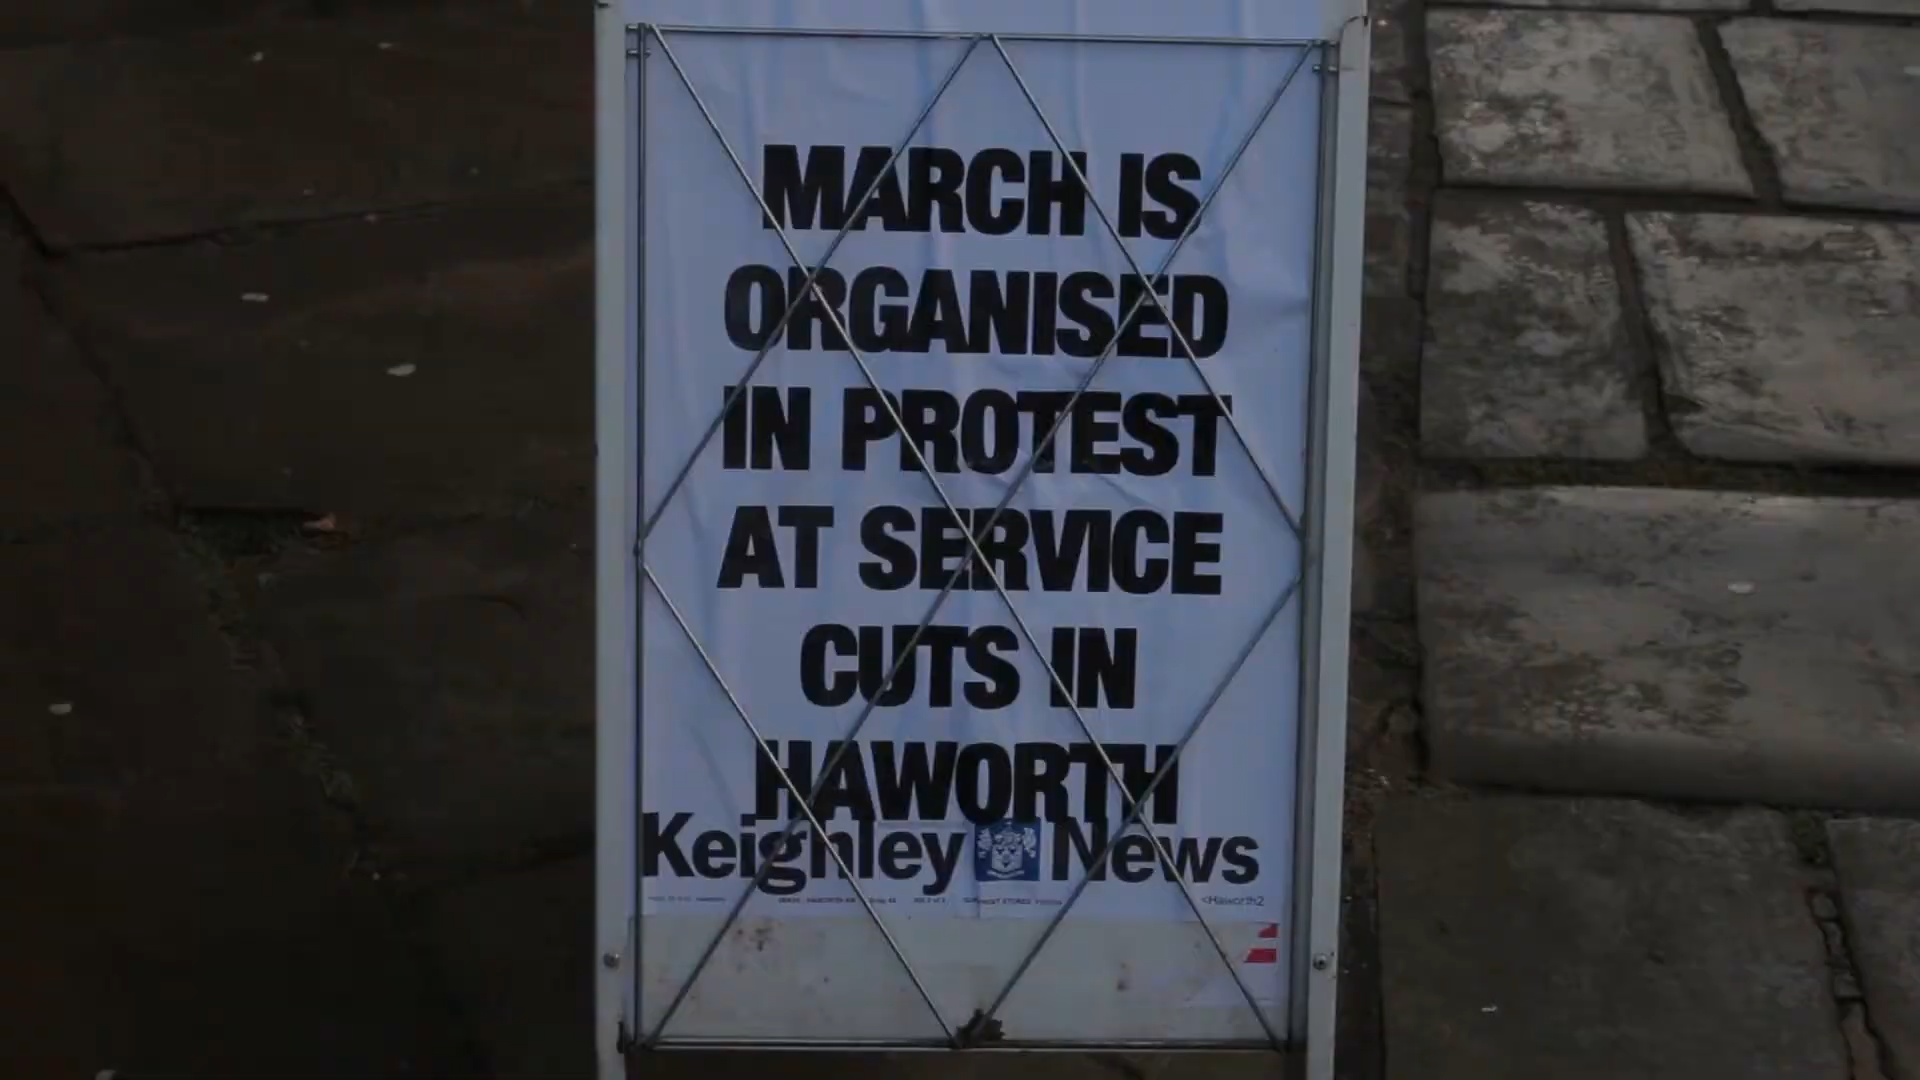 MARCH IS
ORGANISED
IN PROTEST
AT SERVICE
CUTS IN
HAWORTH
Keighley News
<Haworth2